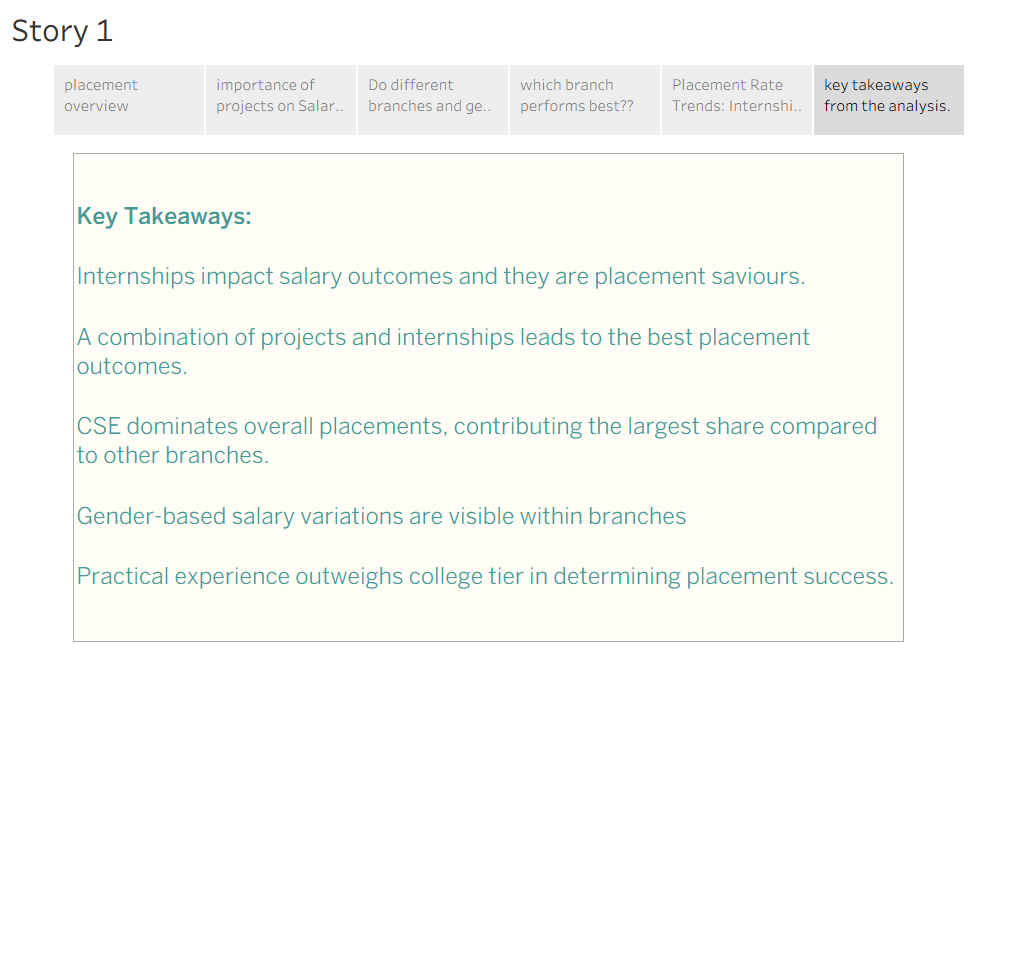 Story 1
placement
overview
importance of
projects on Salar..
Do different
branches and ge..
which branch
performs best??
Placement Rate
Trends: Internshi..
key takeaways
from the analysis.
Key Takeaways:
Internships impact salary outcomes and they are placement saviours.
A combination of projects and internships leads to the best placement
outcomes.
CSE dominates overall placements, contributing the largest share compared
to other branches.
Gender-based salary variations are visible within branches
Practical experience outweighs college tier in determining placement success.